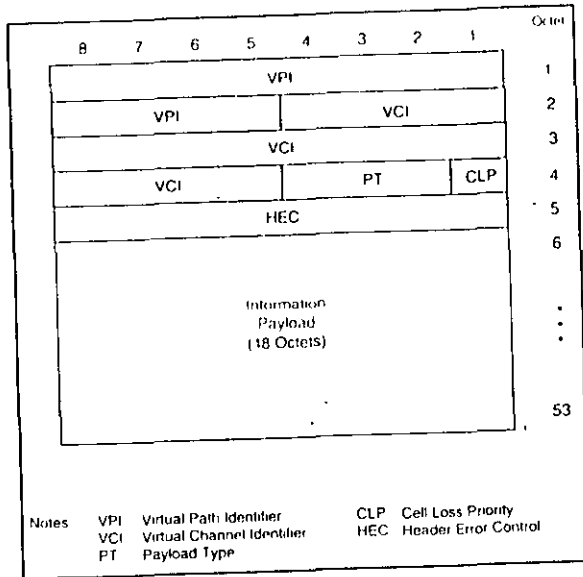 Octet
8 7 6 5 4 3 2 1
VPI 1
VPI VCI 2
VCI 3
VCI PT CLP 4
HEC 5
6
Information
Payload
(48 Octets)
53
Notes VPI Virtual Path Identifier CLP Cell Loss Priority
VCI Virtual Channel Identifier HEC Header Error Control
PT Payload Type